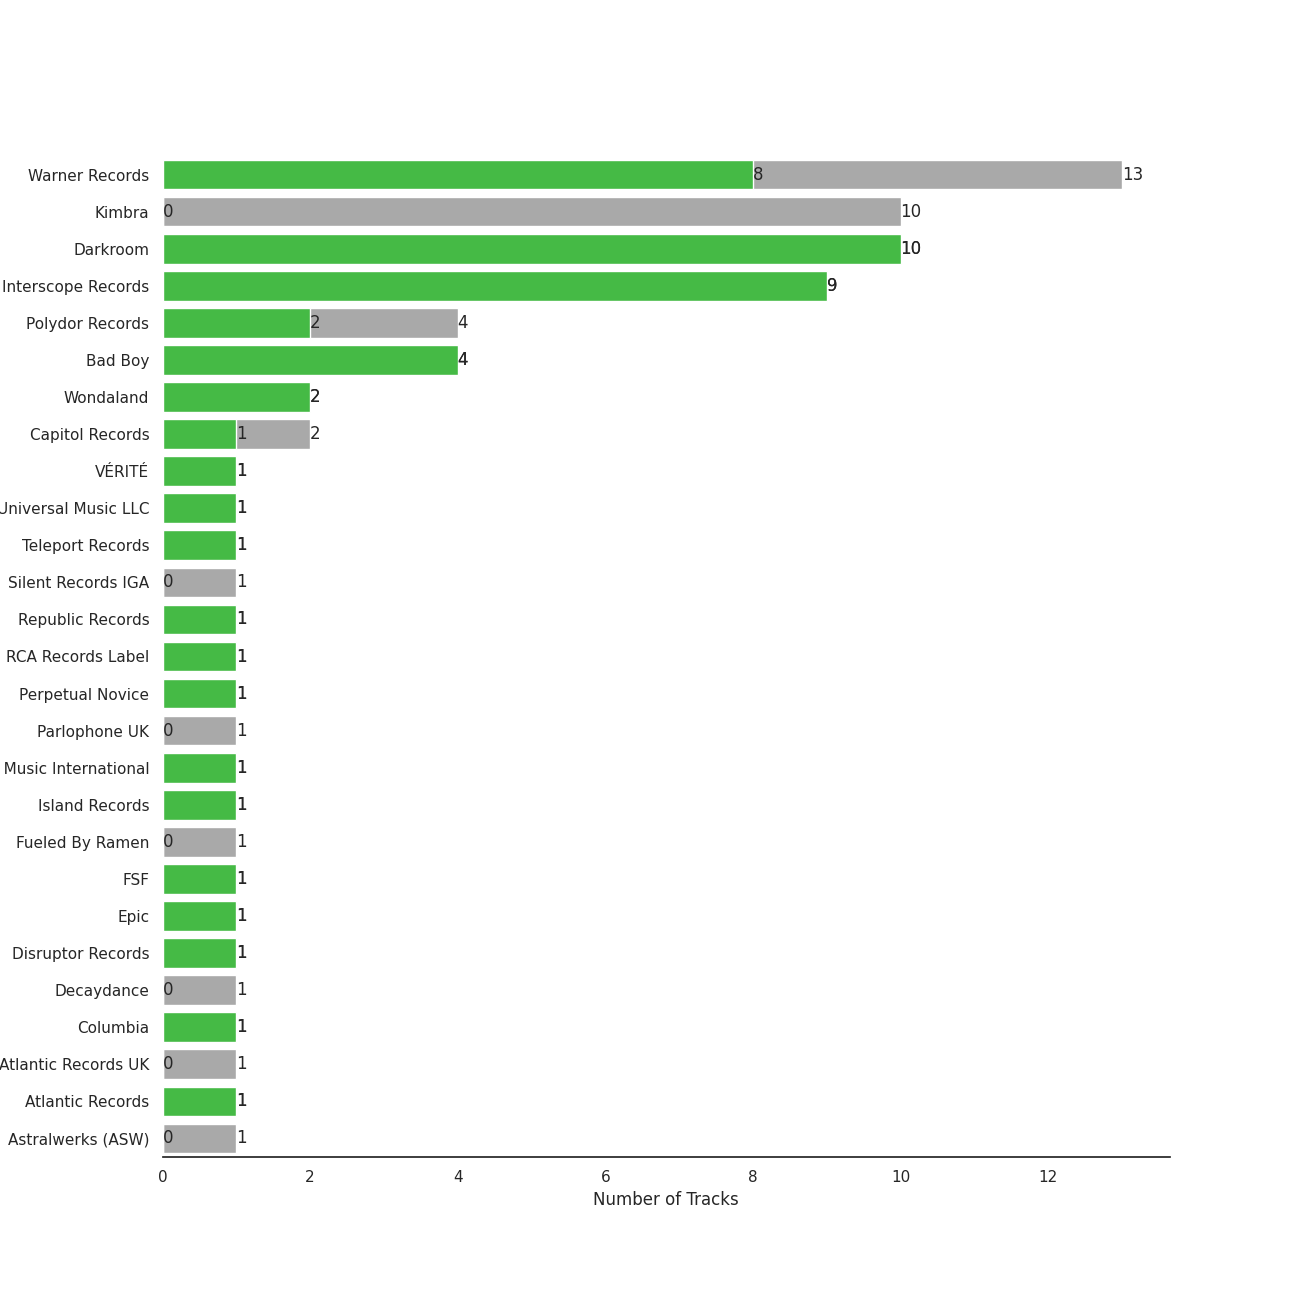 Warner Records 8 13
Kimbra 0 10
Darkroom 10
Interscope Records 9
Polydor Records 2 4
Bad Boy 4
Wondaland 2
Capitol Records 1 2
VÉRITÉ 1
Universal Music LLC 1
Teleport Records 1
Silent Records IGA 0 1
Republic Records 1
RCA Records Label 1
Perpetual Novice 1
Parlophone UK 0 1
Music International 1
Island Records 1
Fueled By Ramen 0 1
FSF 1
Epic 1
Disruptor Records 1
Decaydance 0 1
Columbia 1
Atlantic Records UK 0 1
Atlantic Records 1
Astralwerks (ASW) 0 1
0 2 4 6 8 10 12
Number of Tracks